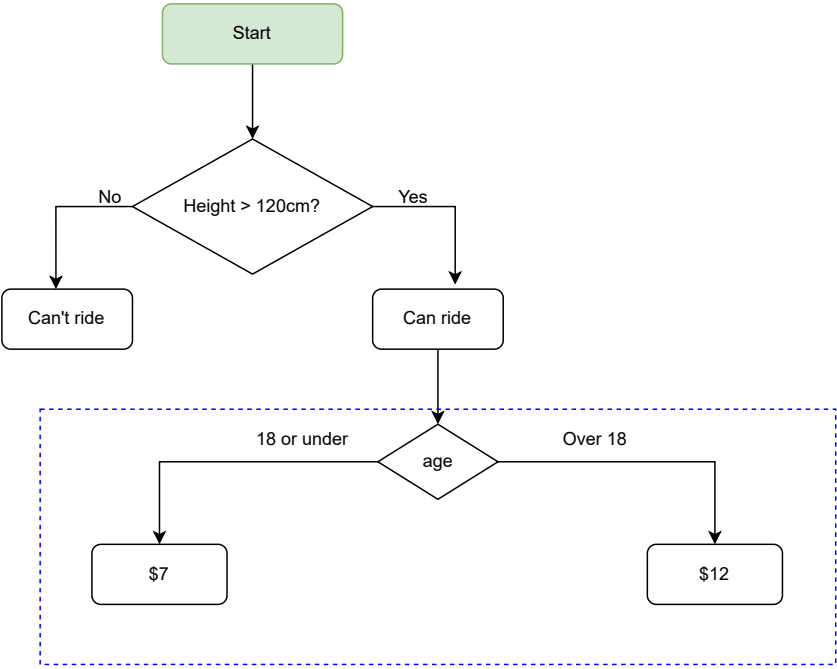 Start
Height > 120cm?
No
Yes
Can't ride
Can ride
age
18 or under
Over 18
$7
$12